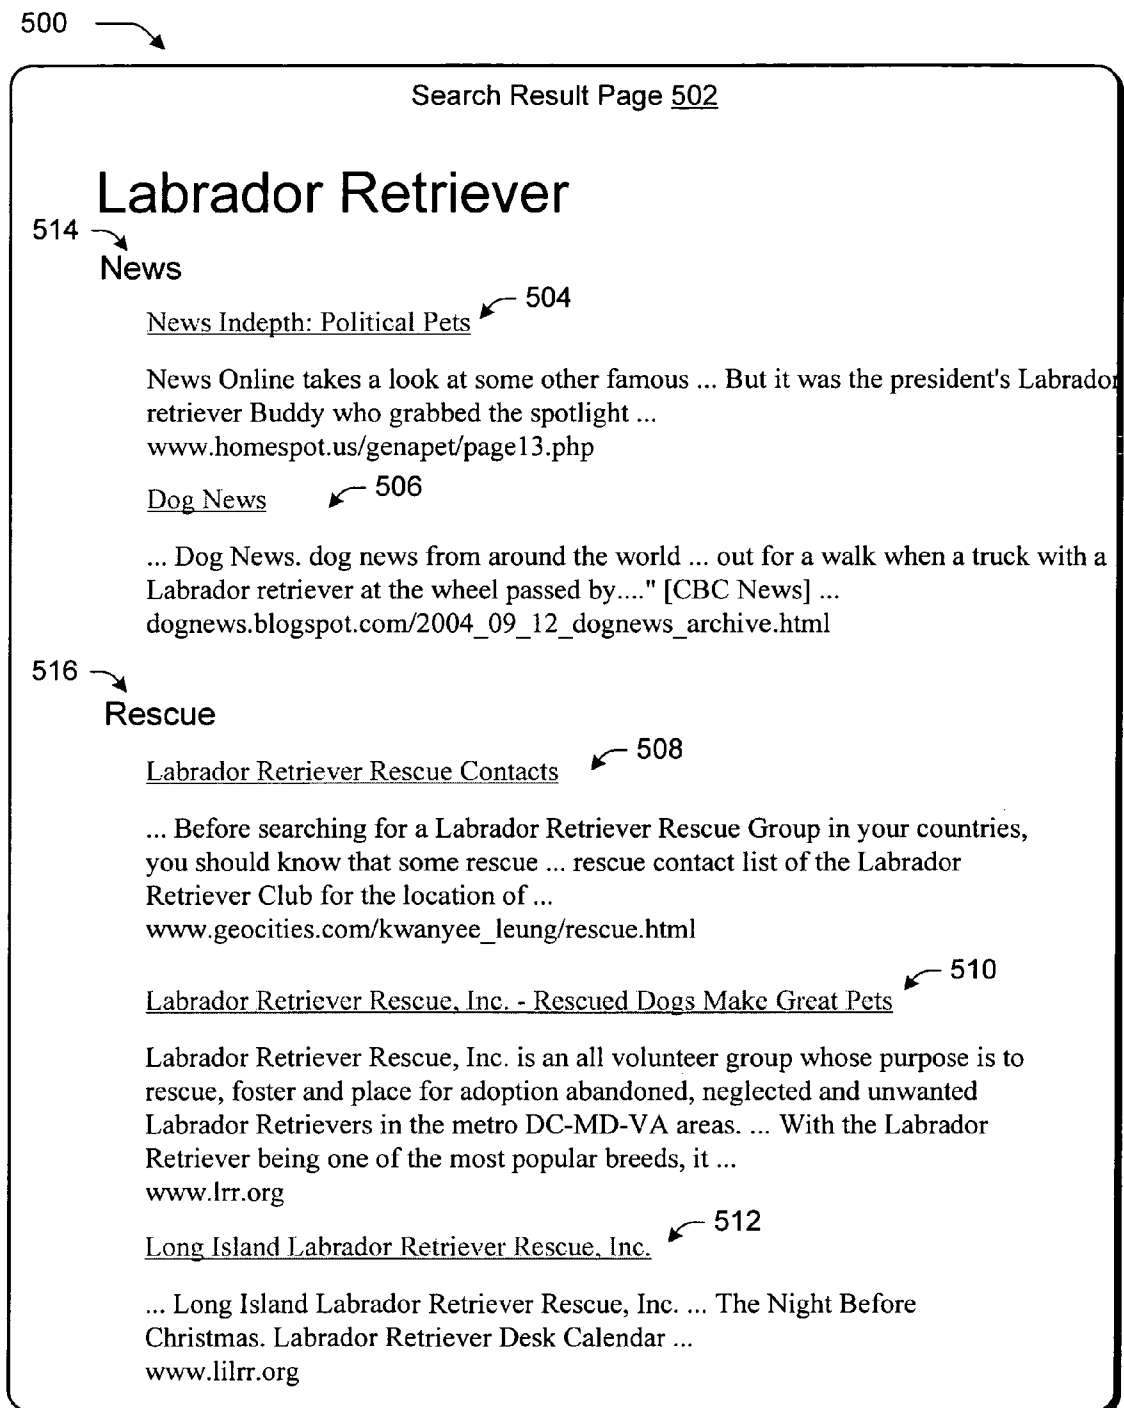 500
Search Result Page 502
Labrador Retriever
514
News
504
News Indepth: Political Pets
News Online takes a look at some other famous ... But it was the president's Labrador
retriever Buddy who grabbed the spotlight ...
www.homespot.us/genapet/page13.php
506
Dog News
... Dog News. dog news from around the world ... out for a walk when a truck with a
Labrador retriever at the wheel passed by...." [CBC News] ...
dognews.blogspot.com/2004_09_12_dognews_archive.html
516
Rescue
508
Labrador Retriever Rescue Contacts
... Before searching for a Labrador Retriever Rescue Group in your countries,
you should know that some rescue ... rescue contact list of the Labrador
Retriever Club for the location of ...
www.geocities.com/kwanyee_leung/rescue.html
510
Labrador Retriever Rescue, Inc. - Rescued Dogs Make Great Pets
Labrador Retriever Rescue, Inc. is an all volunteer group whose purpose is to
rescue, foster and place for adoption abandoned, neglected and unwanted
Labrador Retrievers in the metro DC-MD-VA areas. ... With the Labrador
Retriever being one of the most popular breeds, it ...
www.lrr.org
512
Long Island Labrador Retriever Rescue, Inc.
... Long Island Labrador Retriever Rescue, Inc. ... The Night Before
Christmas. Labrador Retriever Desk Calendar ...
www.lilrr.org